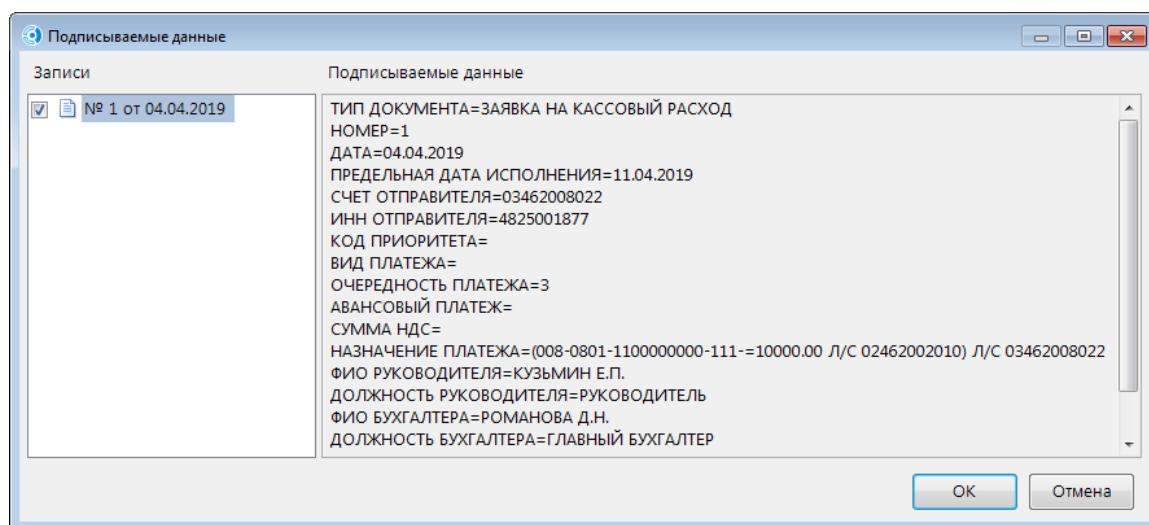 Подписываемые данные
Записи
Подписываемые данные
№ 1 от 04.04.2019
ТИП ДОКУМЕНТА=ЗАЯВКА НА КАССОВЫЙ РАСХОД
НОМЕР=1
ДАТА=04.04.2019
ПРЕДЕЛЬНАЯ ДАТА ИСПОЛНЕНИЯ=11.04.2019
СЧЕТ ОТПРАВИТЕЛЯ=03462008022
ИНН ОТПРАВИТЕЛЯ=4825001877
КОД ПРИОРИТЕТА=
ВИД ПЛАТЕЖА=
ОЧЕРЕДНОСТЬ ПЛАТЕЖА=3
АВАНСОВЫЙ ПЛАТЕЖ=
СУММА НДС=
НАЗНАЧЕНИЕ ПЛАТЕЖА=(008-0801-1100000000-111-=10000.00 Л/С 02462002010) Л/С 03462008022
ФИО РУКОВОДИТЕЛЯ=КУЗЬМИН Е.П.
ДОЛЖНОСТЬ РУКОВОДИТЕЛЯ=РУКОВОДИТЕЛЬ
ФИО БУХГАЛТЕРА=РОМАНОВА Д.Н.
ДОЛЖНОСТЬ БУХГАЛТЕРА=ГЛАВНЫЙ БУХГАЛТЕР
ОК
Отмена